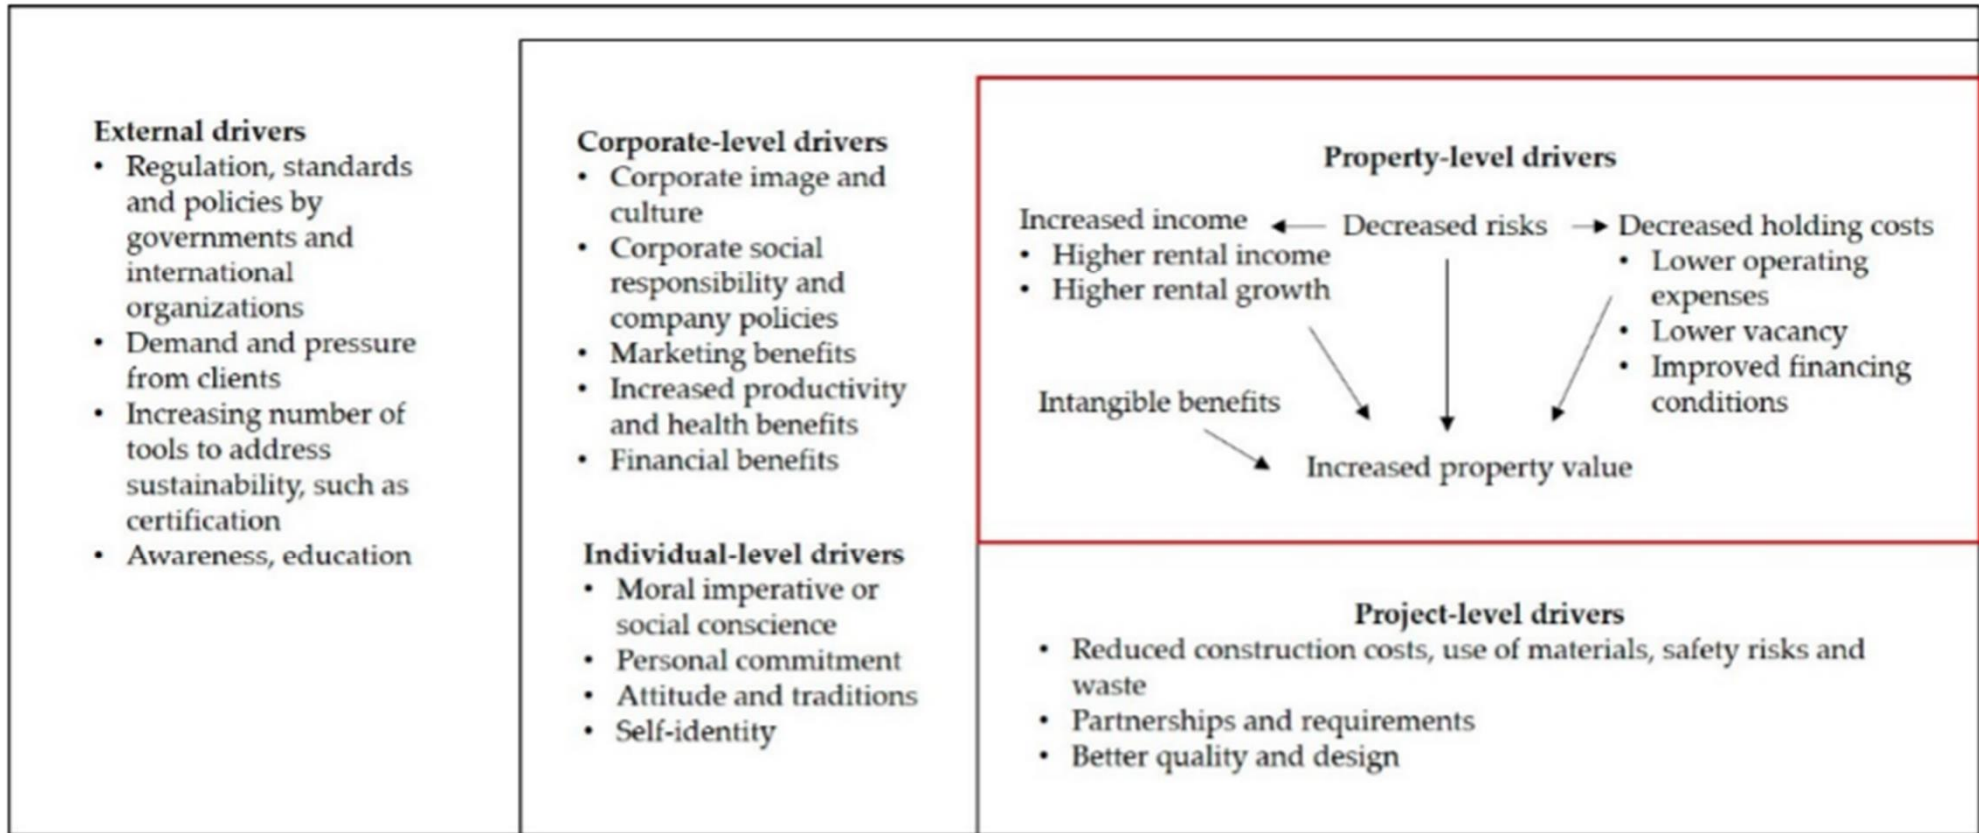 External drivers
• Regulation, standards
and policies by
governments and
international
organizations
• Demand and pressure
from clients
• Increasing number of
tools to address
sustainability, such as
certification
• Awareness, education
Corporate-level drivers
• Corporate image and
culture
• Corporate social
responsibility and
company policies
• Marketing benefits
• Increased productivity
and health benefits
• Financial benefits
Individual-level drivers
• Moral imperative or
social conscience
• Personal commitment
• Attitude and traditions
• Self-identity
Property-level drivers
Increased income
• Higher rental income
• Higher rental growth
Decreased risks
Decreased holding costs
• Lower operating
expenses
• Lower vacancy
• Improved financing
conditions
Intangible benefits
Increased property value
Project-level drivers
• Reduced construction costs, use of materials, safety risks and
waste
• Partnerships and requirements
• Better quality and design